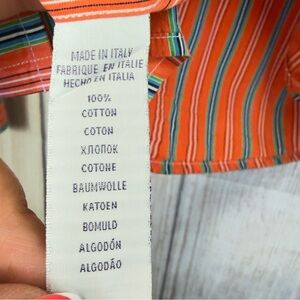 MADE IN ITALY
FABRIQUE EN ITALIE
HECHO EN ITALIA
100%
COTTON
COTON
ХЛОПОК
COTONE
BAUMWOLLE
KATOEN
BOMULD
ALGODÓN
ALGODÃO